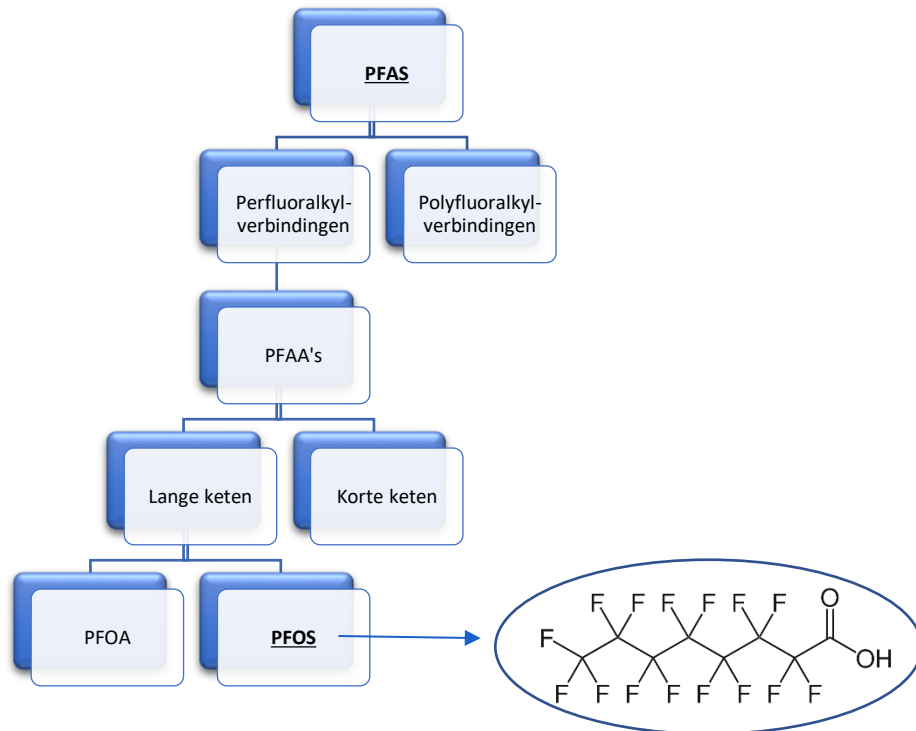 PFAS
Perfluoralkyl-
verbindingen
Polyfluoralkyl-
verbindingen
PFAA's
Lange keten
Korte keten
PFOA
PFOS
F F F F F F O
F
OH
F F F F F F F F